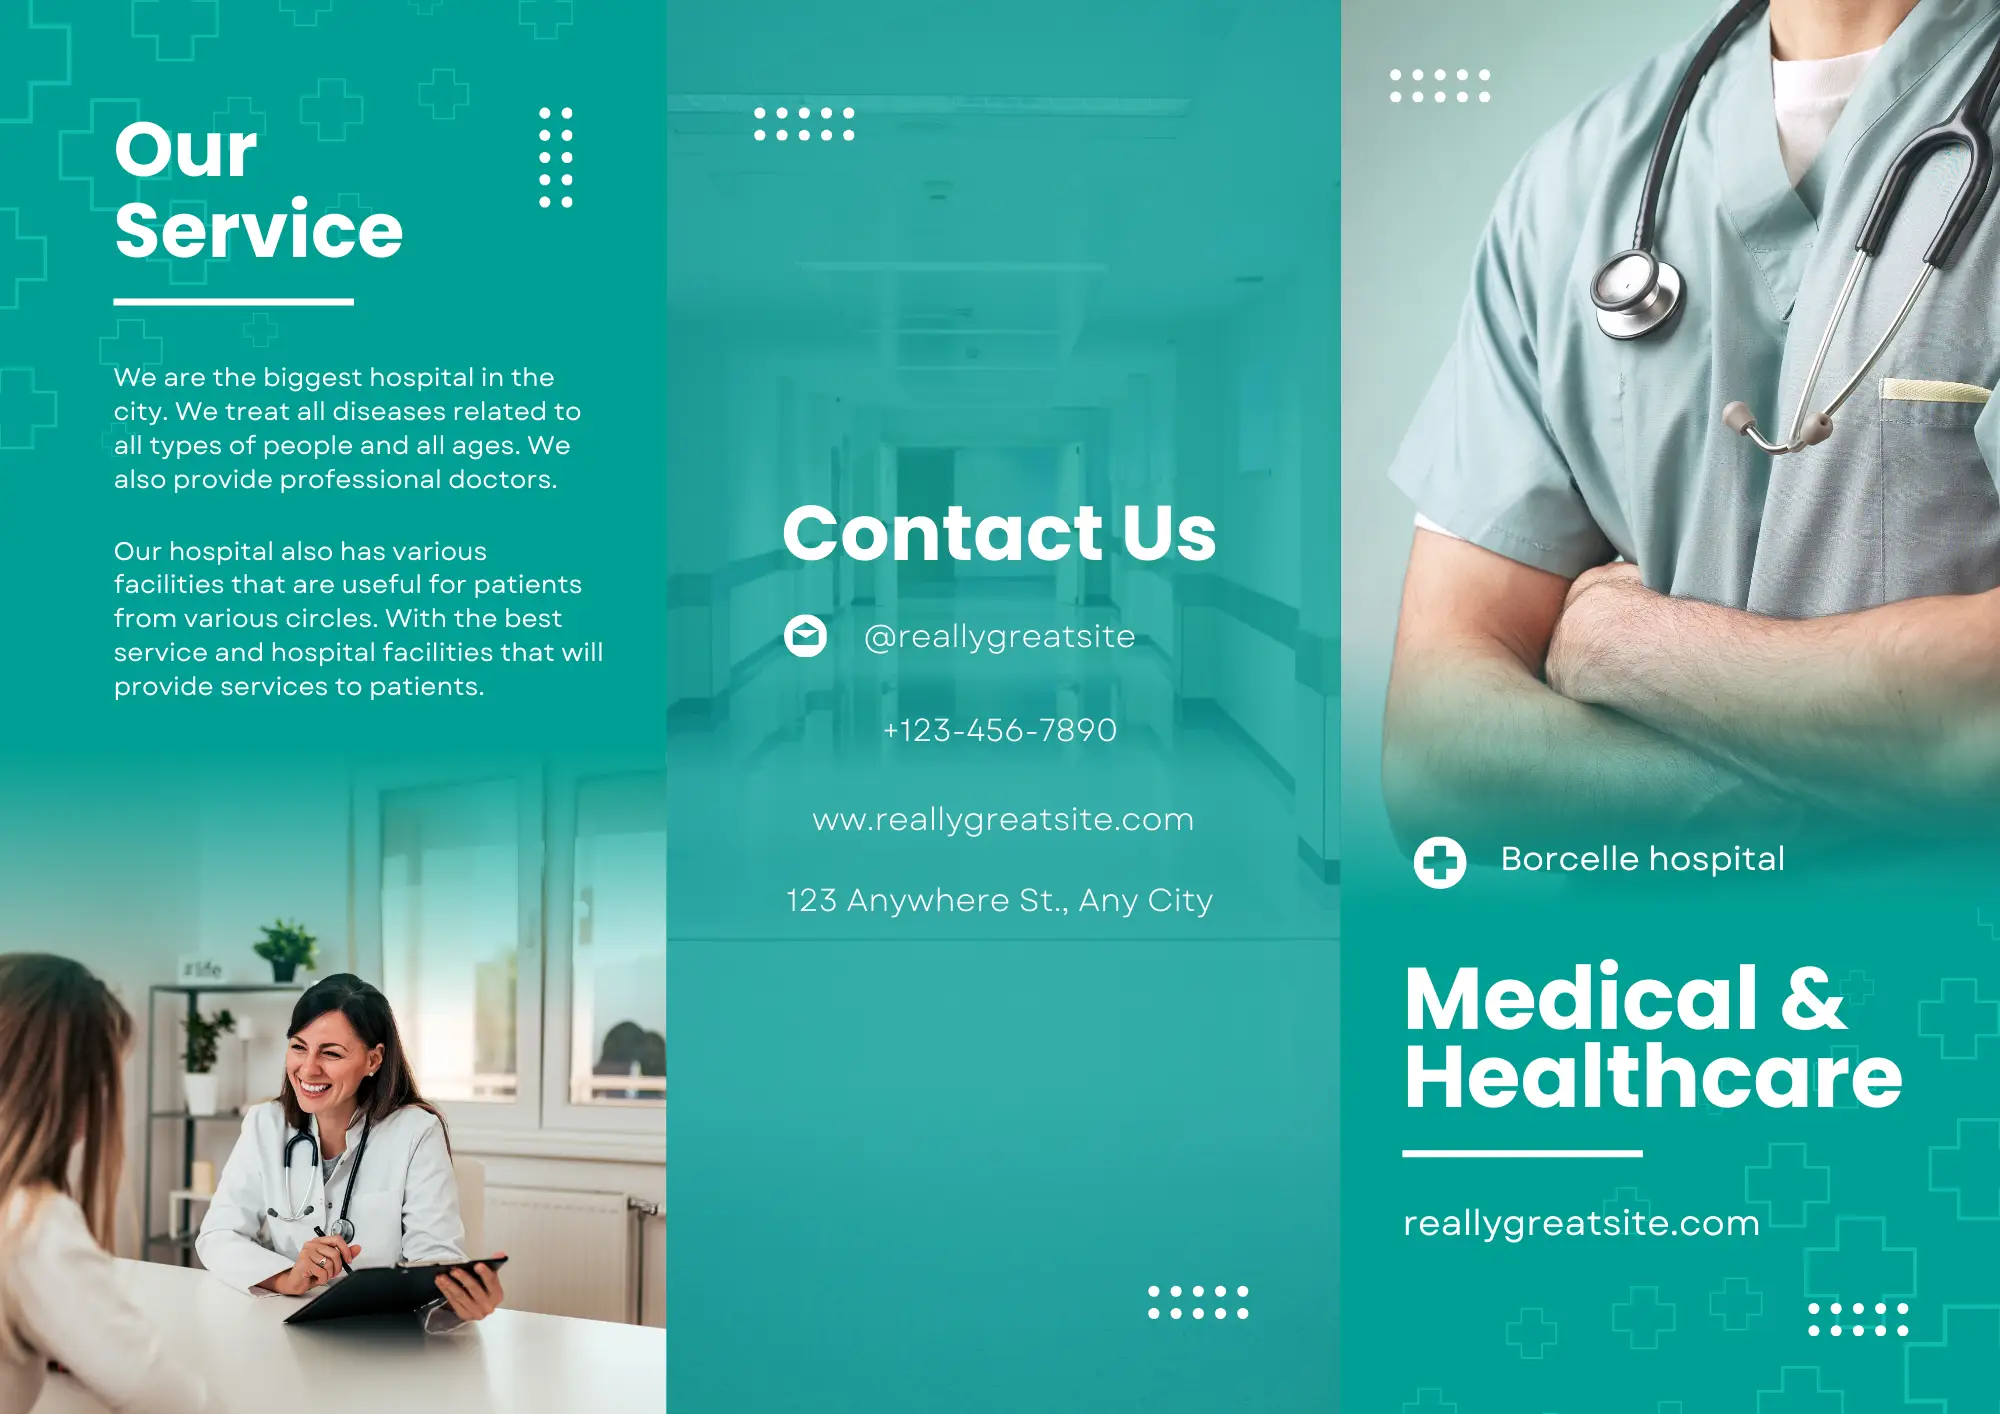 Our
Service
We are the biggest hospital in the
city. We treat all diseases related to
all types of people and all ages. We
also provide professional doctors.
Our hospital also has various
facilities that are useful for patients
from various circles. With the best
service and hospital facilities that will
provide services to patients.
#life
Contact Us
@reallygreatsite
+123-456-7890
ww.reallygreatsite.com
123 Anywhere St., Any City
Borcelle hospital
Medical &
Healthcare
reallygreatsite.com